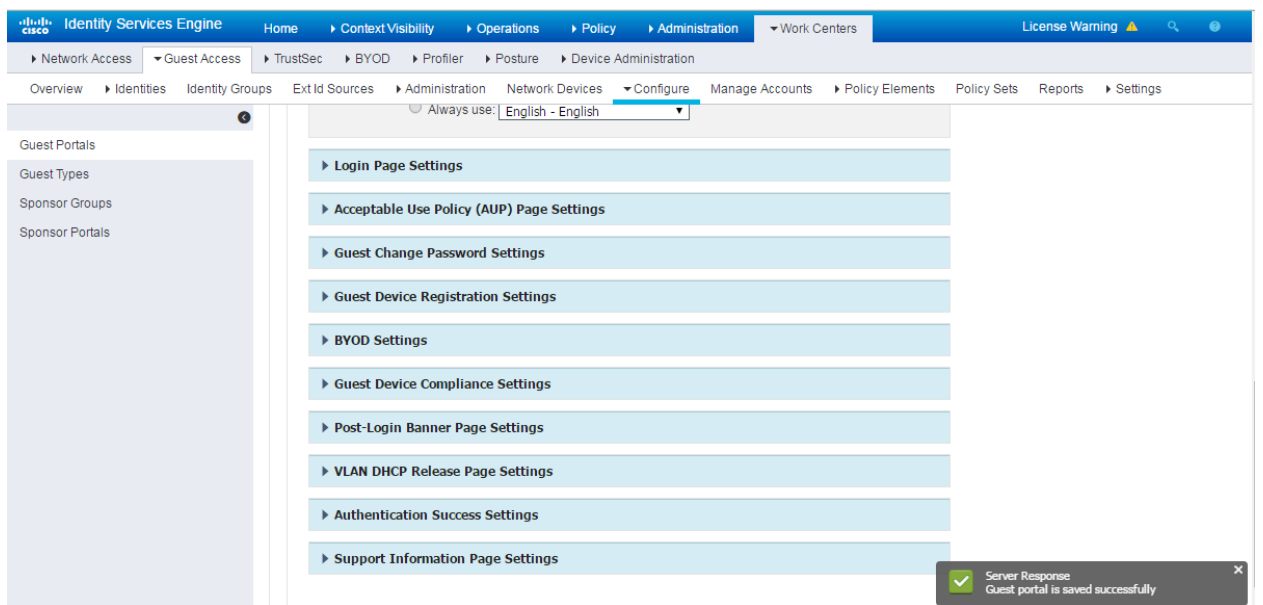 cisco Identity Services Engine Home Context Visibility Operations Policy Administration Work Centers License Warning
Network Access Guest Access TrustSec BYOD Profiler Posture Device Administration
Overview Identities Identity Groups Ext Id Sources Administration Network Devices Configure Manage Accounts Policy Elements Policy Sets Reports Settings
Always use: English - English
Guest Portals
Guest Types
Sponsor Groups
Sponsor Portals
Login Page Settings
Acceptable Use Policy (AUP) Page Settings
Guest Change Password Settings
Guest Device Registration Settings
BYOD Settings
Guest Device Compliance Settings
Post-Login Banner Page Settings
VLAN DHCP Release Page Settings
Authentication Success Settings
Support Information Page Settings
Server Response
Guest portal is saved successfully